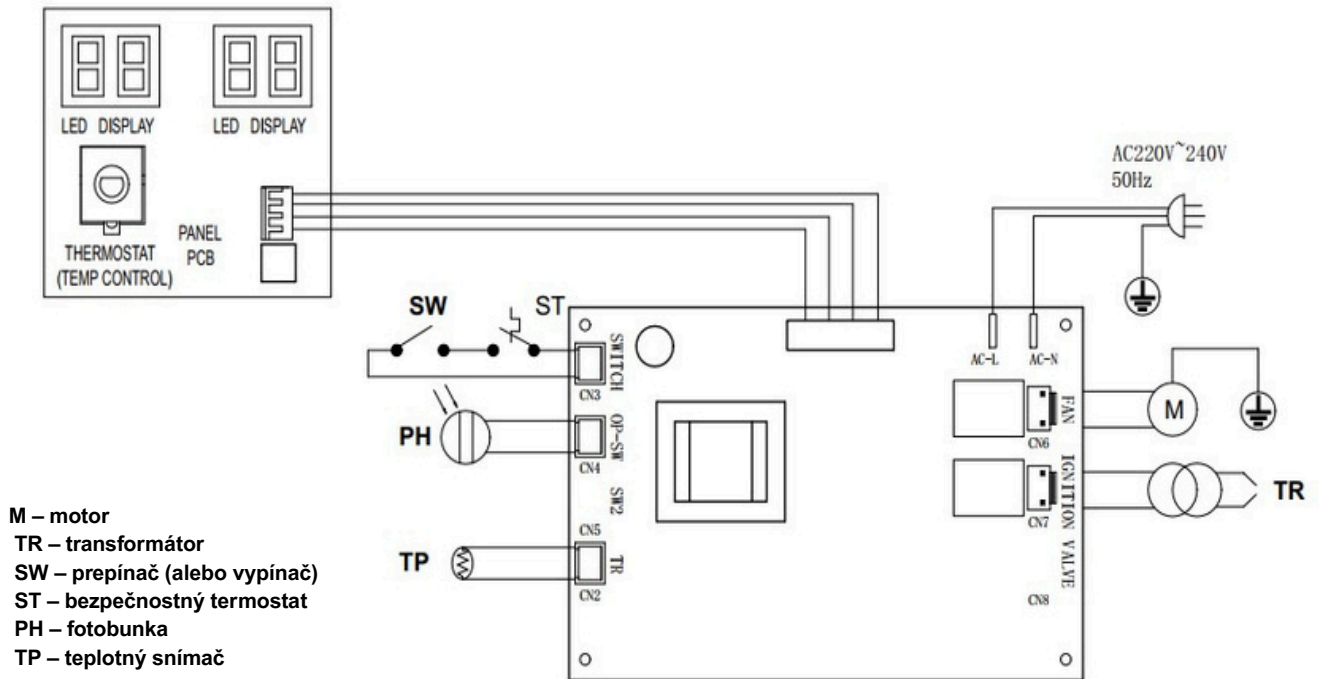 LED DISPLAY
LED DISPLAY
THERMOSTAT
(TEMP CONTROL)
PANEL
PCB
AC220V~240V
50Hz
SW
ST
SWITCH
CN3
PH
OP-SW
CN4
SW2
CN5
TP
TR
CN2
AC-L
AC-N
FAN
CN6
M
IGNITION
CN7
TR
VALVE
CN8
M – motor
TR – transformátor
SW – prepínač (alebo vypínač)
ST – bezpečnostný termostat
PH – fotobunka
TP – teplotný snímač